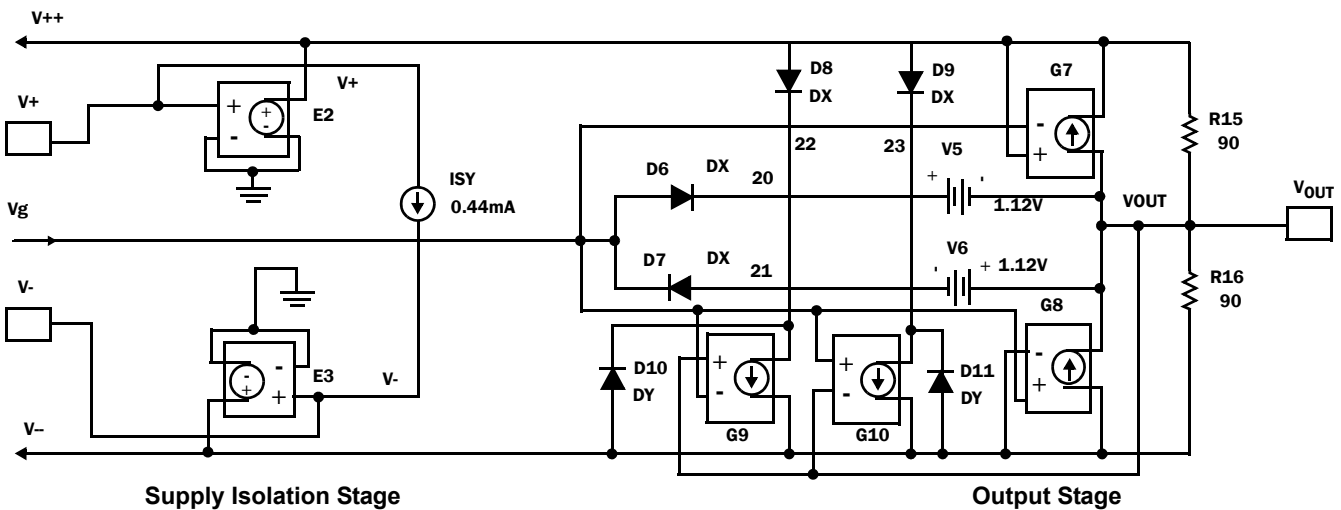 V++
V+
V+
+
-
+
-
E2
D8
DX
D9
DX
G7
-
+
R15
90
22
23
V5
ISY
0.44mA
D6
DX
20
+
-
1.12V
Vg
VOUT
VOUT
V6
D7
DX
21
-
+ 1.12V
V-
G8
R16
90
-
+
-
+
E3
V-
D10
DY
+
-
G9
+
-
G10
D11
DY
-
+
V--
Supply Isolation Stage
Output Stage